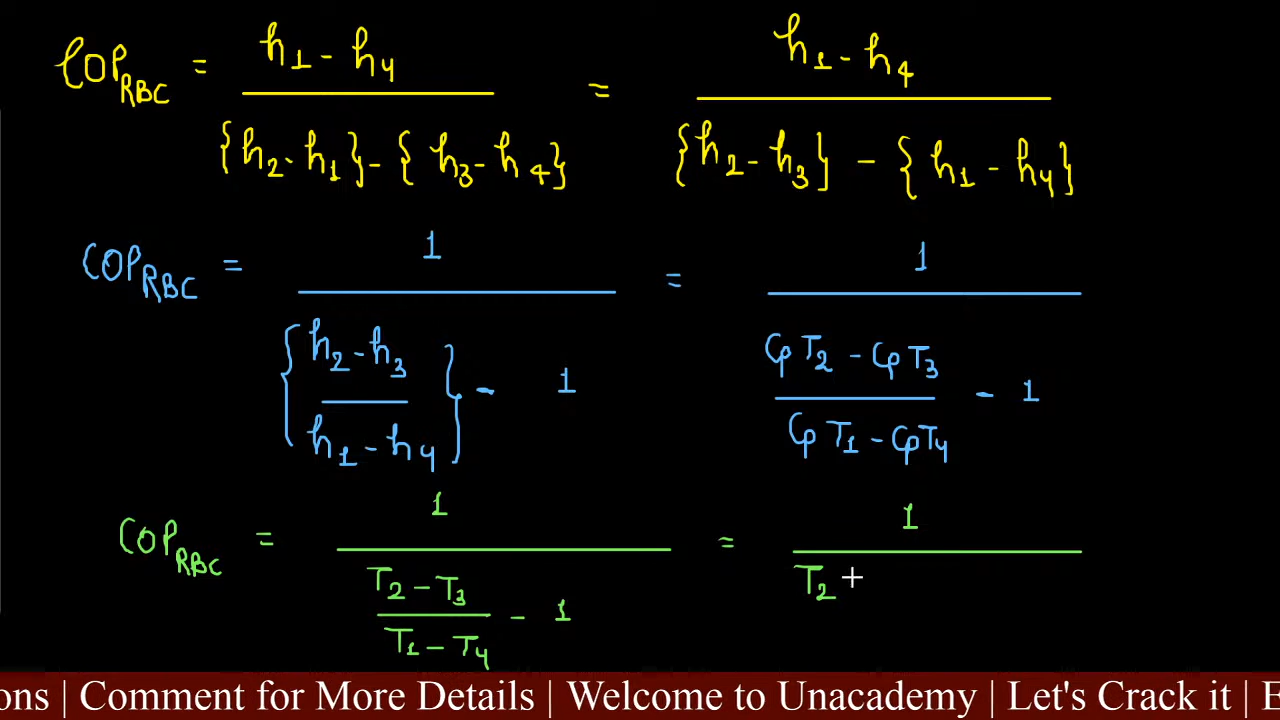 COP_RBC = (h1 - h4) / ({h2 - h1} - {h3 - h4}) = (h1 - h4) / ({h2 - h3} - {h1 - h4})
COP_RBC = 1 / ({(h2 - h3) / (h1 - h4)} - 1) = 1 / ((CpT2 - CpT3) / (CpT1 - CpT4) - 1)
COP_RBC = 1 / ((T2 - T3) / (T1 - T4) - 1) = 1 / T2
ons | Comment for More Details | Welcome to Unacademy | Let's Crack it | E